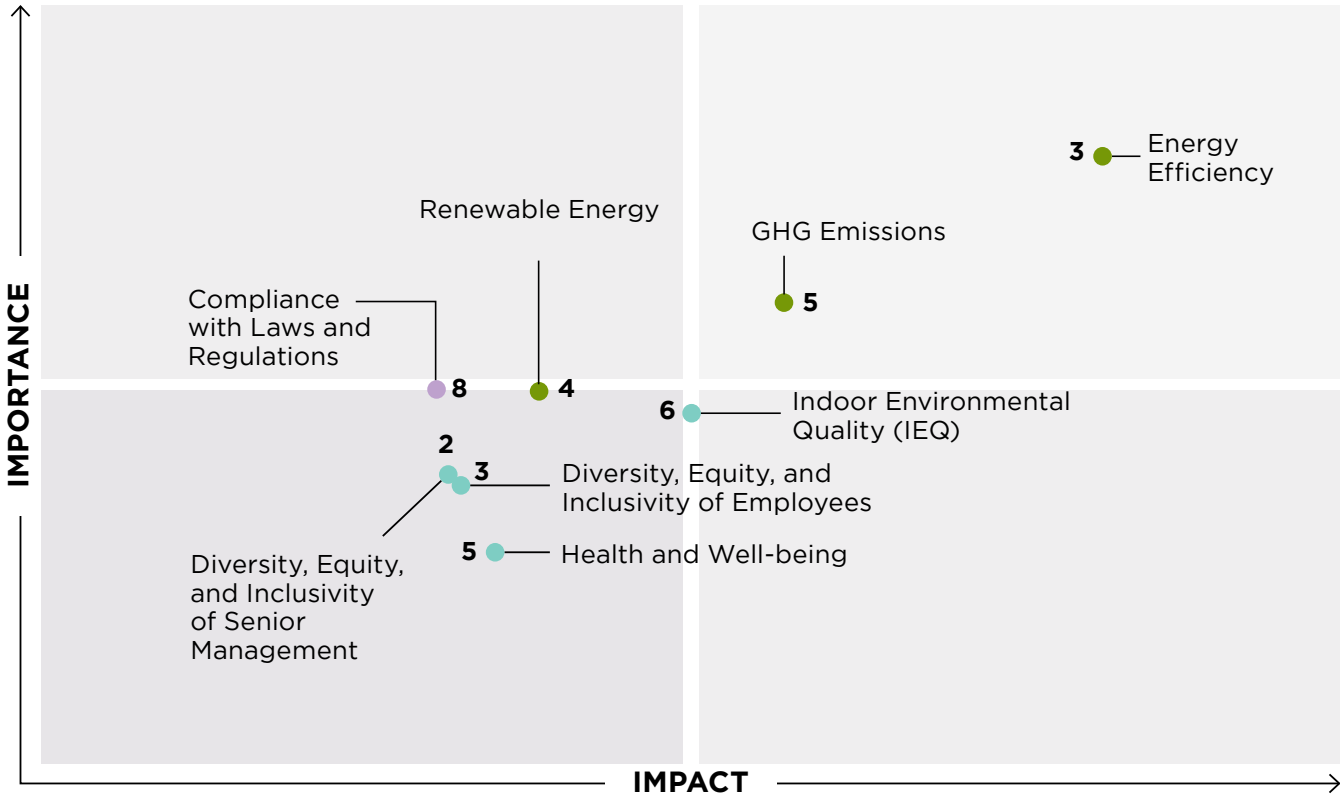 3
Energy
Efficiency
Renewable Energy
GHG Emissions
5
Compliance
with Laws and
Regulations
8
4
6
Indoor Environmental
Quality (IEQ)
2
3
Diversity, Equity, and
Inclusivity of Employees
5
Health and Well-being
Diversity, Equity,
and Inclusivity
of Senior
Management
IMPORTANCE
IMPACT